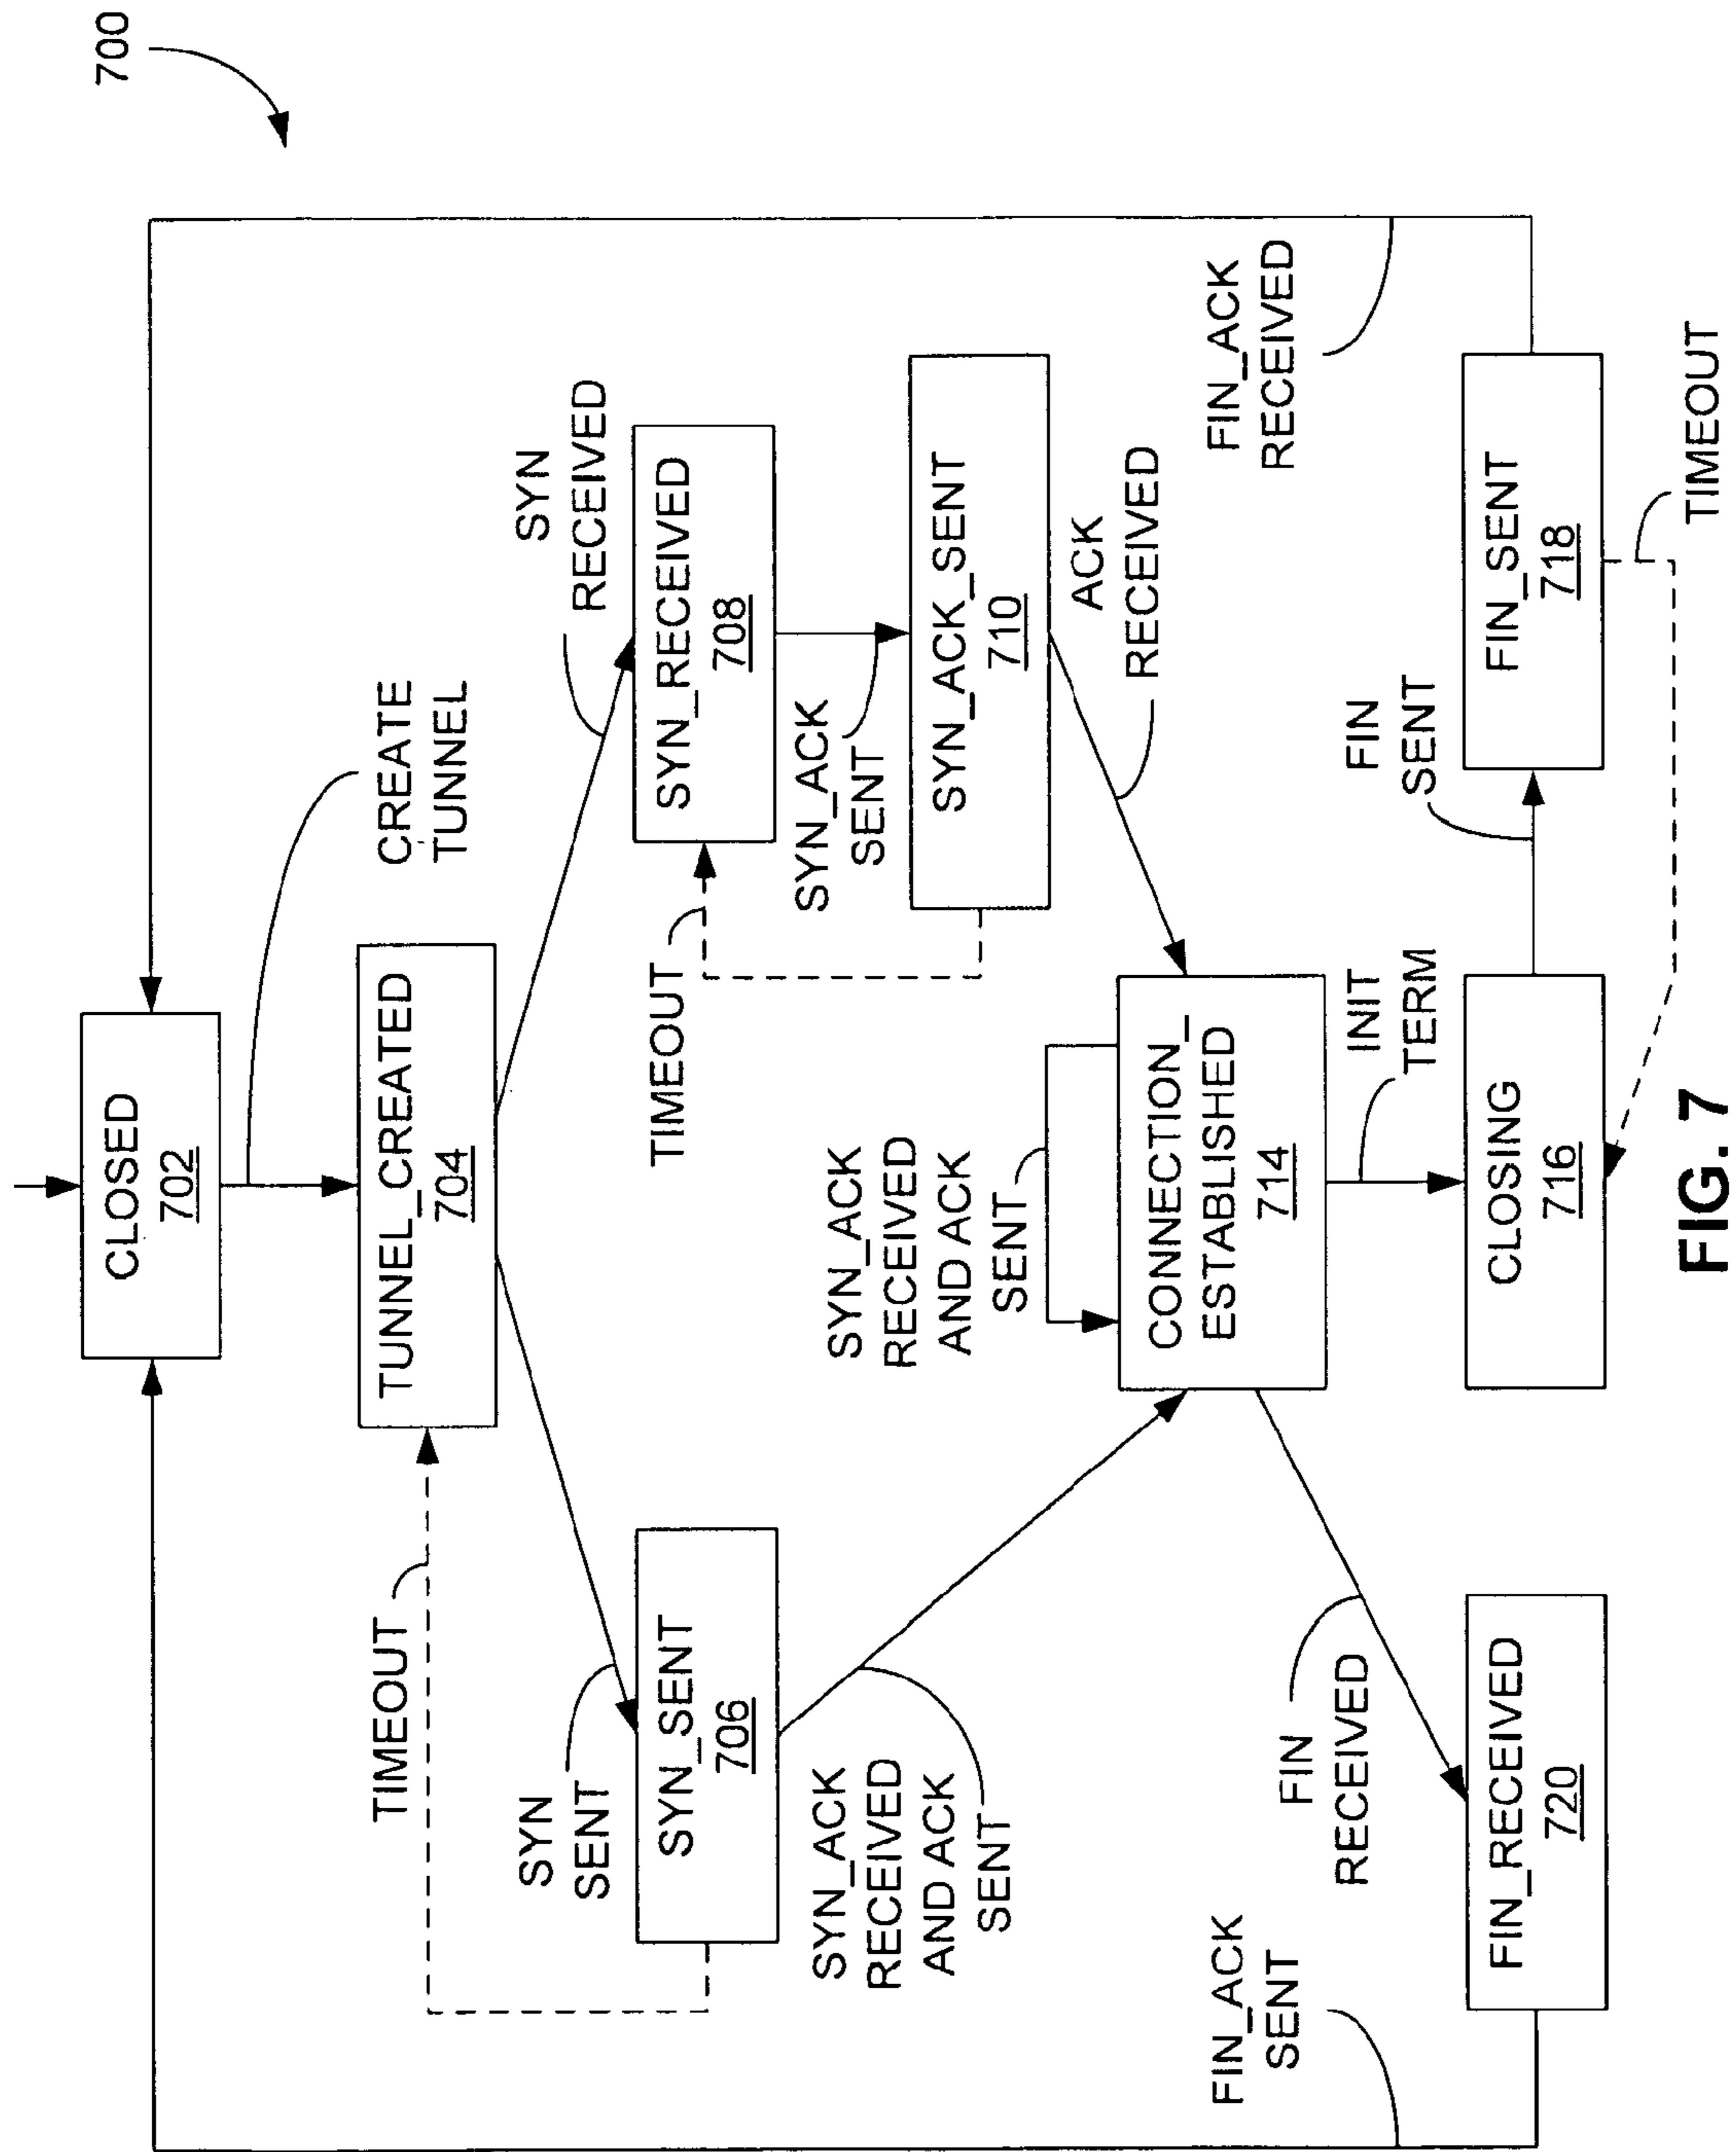 700
CLOSED
702
CREATE
TUNNEL
TUNNEL_CREATED
704
TIMEOUT
SYN
SENT
SYN
RECEIVED
SYN_SENT
706
SYN_RECEIVED
708
TIMEOUT
SYN_ACK
SENT
SYN_ACK
RECEIVED
AND ACK
SENT
SYN_ACK_SENT
710
SYN_ACK
RECEIVED
AND ACK
SENT
ACK
RECEIVED
CONNECTION_
ESTABLISHED
714
FIN
RECEIVED
INIT
TERM
FIN_ACK
SENT
FIN
SENT
FIN_ACK
RECEIVED
FIN_RECEIVED
720
CLOSING
716
FIN_SENT
718
TIMEOUT
FIG. 7